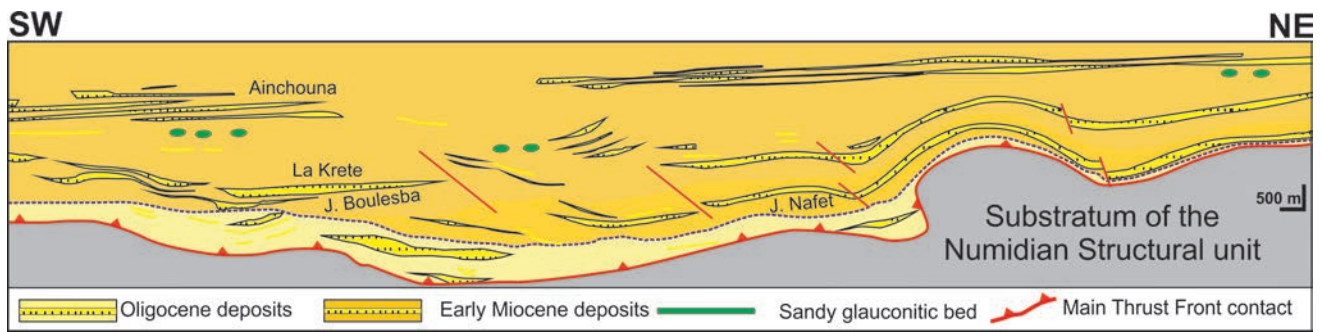 SW
NE
Ainchouna
La Krete
J. Boulesba
J. Nafet
500 m
Substratum of the
Numidian Structural unit
Oligocene deposits
Early Miocene deposits
Sandy glauconitic bed
Main Thrust Front contact